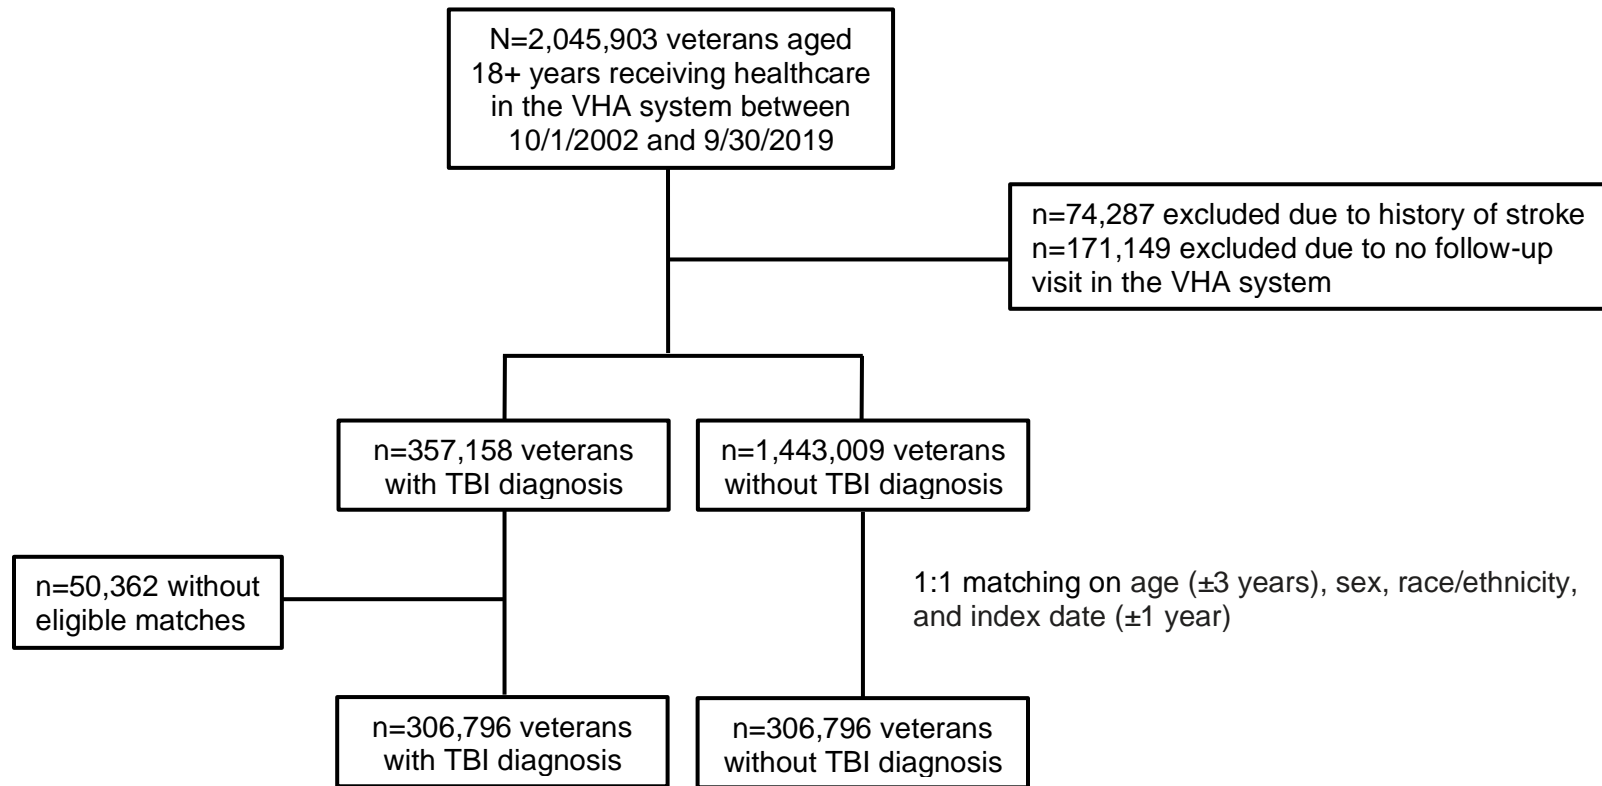 N=2,045,903 veterans aged
18+ years receiving healthcare
in the VHA system between
10/1/2002 and 9/30/2019
n=74,287 excluded due to history of stroke
n=171,149 excluded due to no follow-up
visit in the VHA system
n=357,158 veterans
with TBI diagnosis
n=1,443,009 veterans
without TBI diagnosis
n=50,362 without
eligible matches
1:1 matching on age (±3 years), sex, race/ethnicity,
and index date (±1 year)
n=306,796 veterans
with TBI diagnosis
n=306,796 veterans
without TBI diagnosis